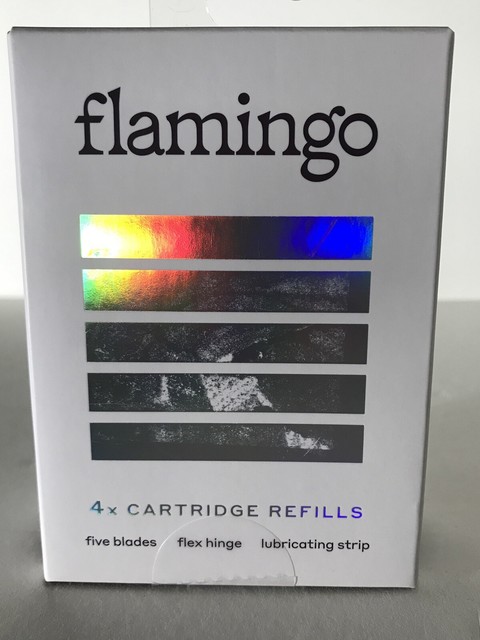 flamingo
4x CARTRIDGE REFILLS
five blades flex hinge lubricating strip